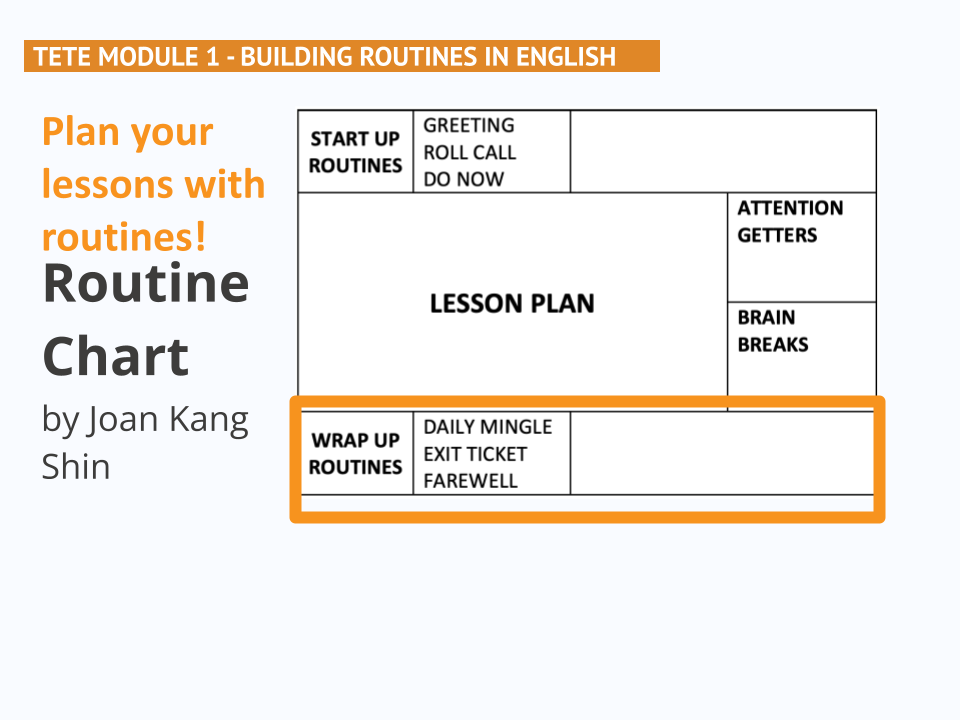 TETE MODULE 1 - BUILDING ROUTINES IN ENGLISH
Plan your
lessons with
routines!
Routine
Chart
by Joan Kang
Shin
START UP
ROUTINES
GREETING
ROLL CALL
DO NOW
LESSON PLAN
ATTENTION
GETTERS
BRAIN
BREAKS
WRAP UP
ROUTINES
DAILY MINGLE
EXIT TICKET
FAREWELL